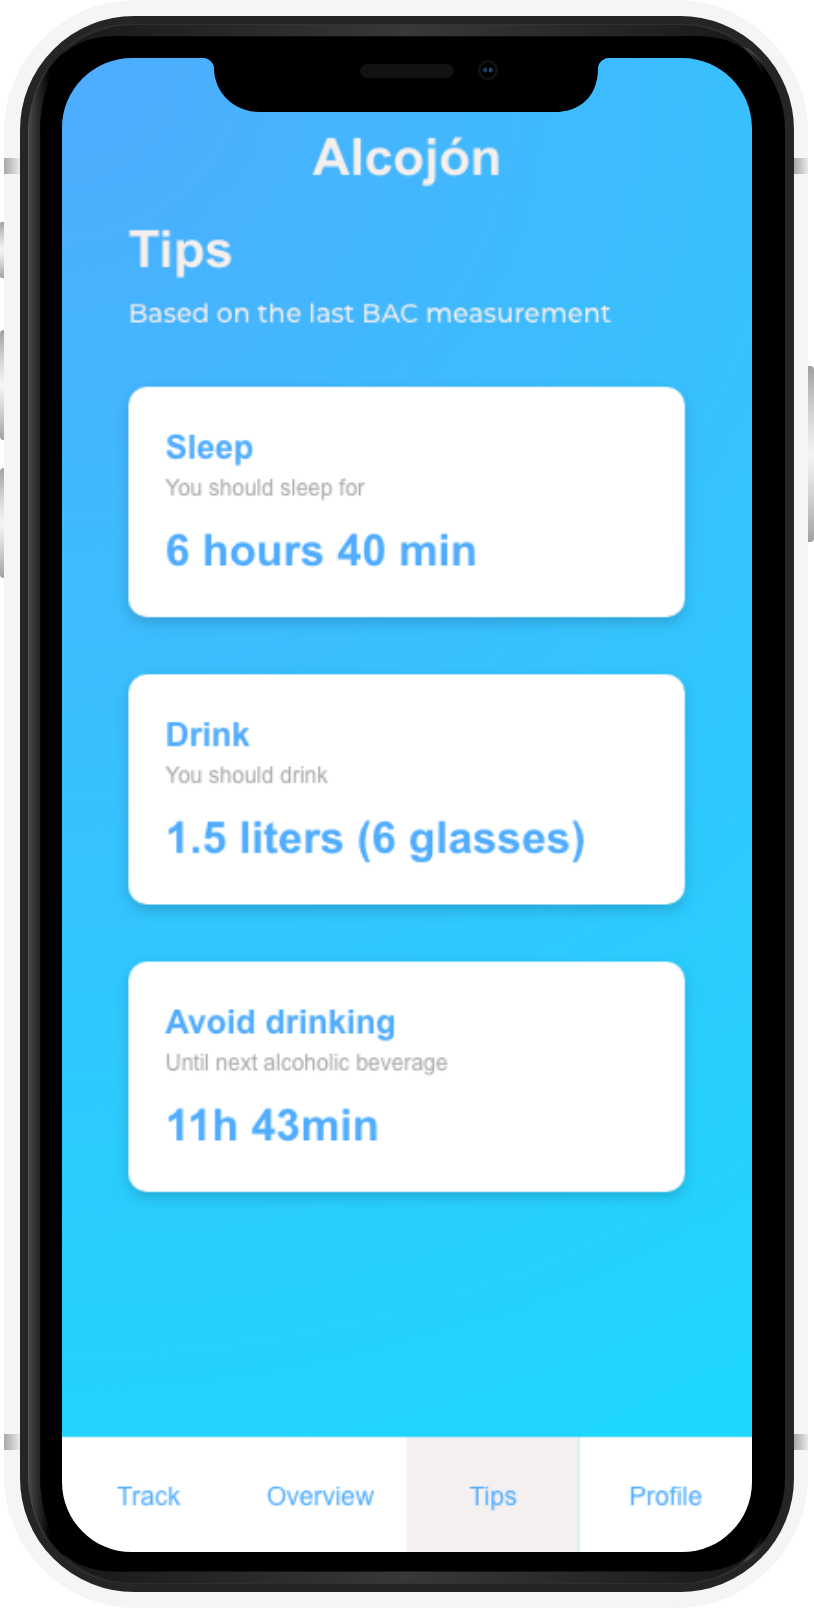 Alcojón
Tips
Based on the last BAC measurement
Sleep
You should sleep for
6 hours 40 min
Drink
You should drink
1.5 liters (6 glasses)
Avoid drinking
Until next alcoholic beverage
11h 43min
Track Overview Tips Profile